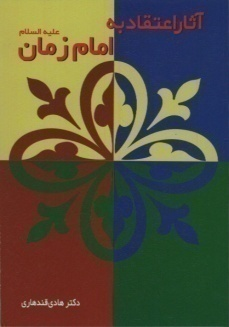 آثار اعتقاد به
امام زمان علیه السلام
دکتر هادی قندهاری